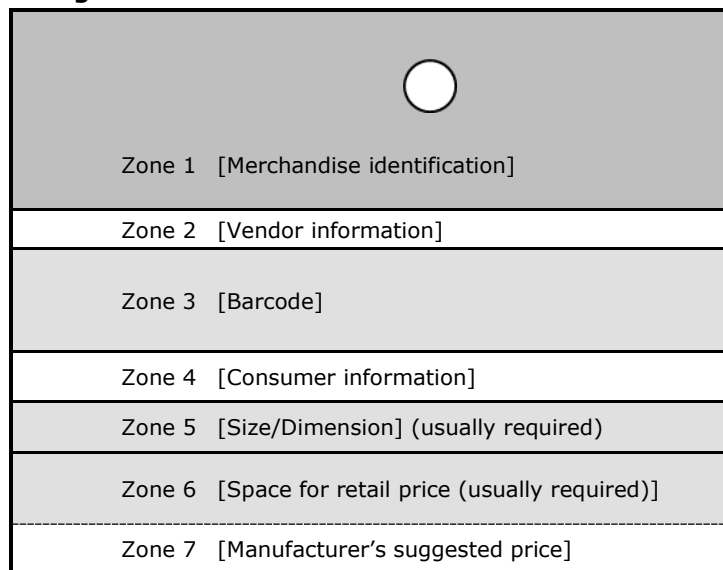 Zone 1 [Merchandise identification]
Zone 2 [Vendor information]
Zone 3 [Barcode]
Zone 4 [Consumer information]
Zone 5 [Size/Dimension] (usually required)
Zone 6 [Space for retail price (usually required)]
Zone 7 [Manufacturer's suggested price]